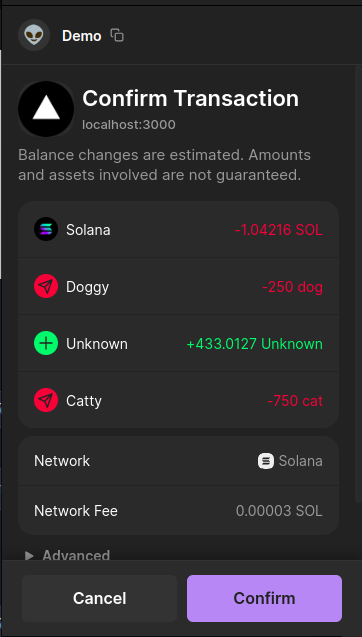 Demo
Confirm Transaction
localhost:3000
Balance changes are estimated. Amounts
and assets involved are not guaranteed.
Solana -1.04216 SOL
Doggy -250 dog
Unknown +433.0127 Unknown
Catty -750 cat
Network Solana
Network Fee 0.00003 SOL
Advanced
Cancel Confirm